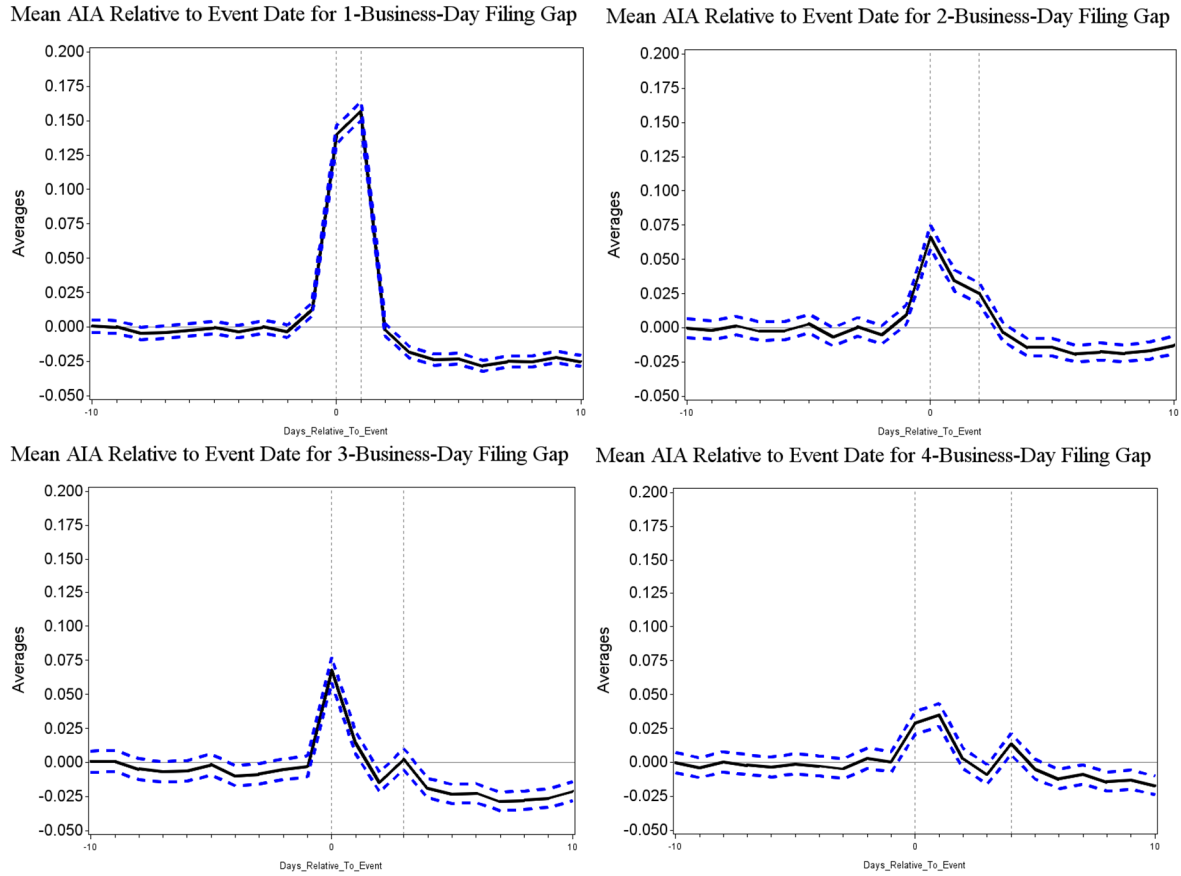 Mean AIA Relative to Event Date for 1-Business-Day Filing Gap
0.200
0.175
0.150
0.125
0.100
0.075
0.050
0.025
0.000
-0.025
-0.050
Averages
-10 0 10
Days_Relative_To_Event
Mean AIA Relative to Event Date for 2-Business-Day Filing Gap
0.200
0.175
0.150
0.125
0.100
0.075
0.050
0.025
0.000
-0.025
-0.050
Averages
-10 0 10
Days_Relative_To_Event
Mean AIA Relative to Event Date for 3-Business-Day Filing Gap
0.200
0.175
0.150
0.125
0.100
0.075
0.050
0.025
0.000
-0.025
-0.050
Averages
-10 0 10
Days_Relative_To_Event
Mean AIA Relative to Event Date for 4-Business-Day Filing Gap
0.200
0.175
0.150
0.125
0.100
0.075
0.050
0.025
0.000
-0.025
-0.050
Averages
-10 0 10
Days_Relative_To_Event